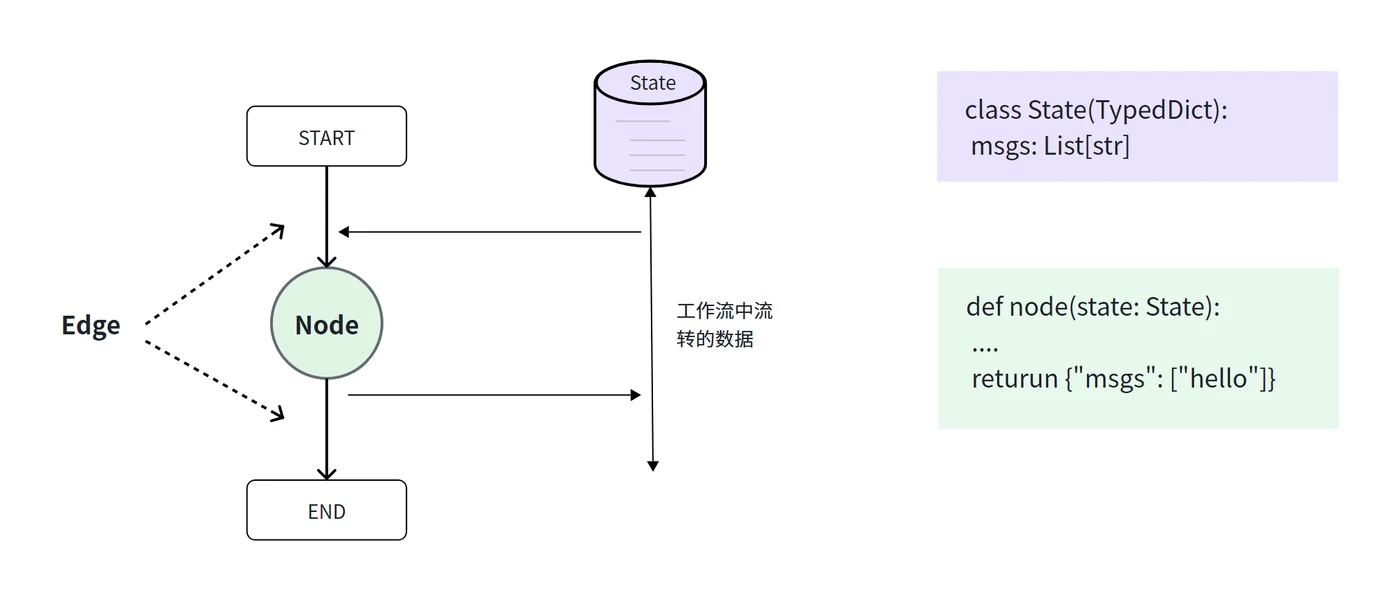 State
START
Edge
Node
工作流中流
转的数据
END
class State(TypedDict):
msgs: List[str]
def node(state: State):
....
returun {"msgs": ["hello"]}